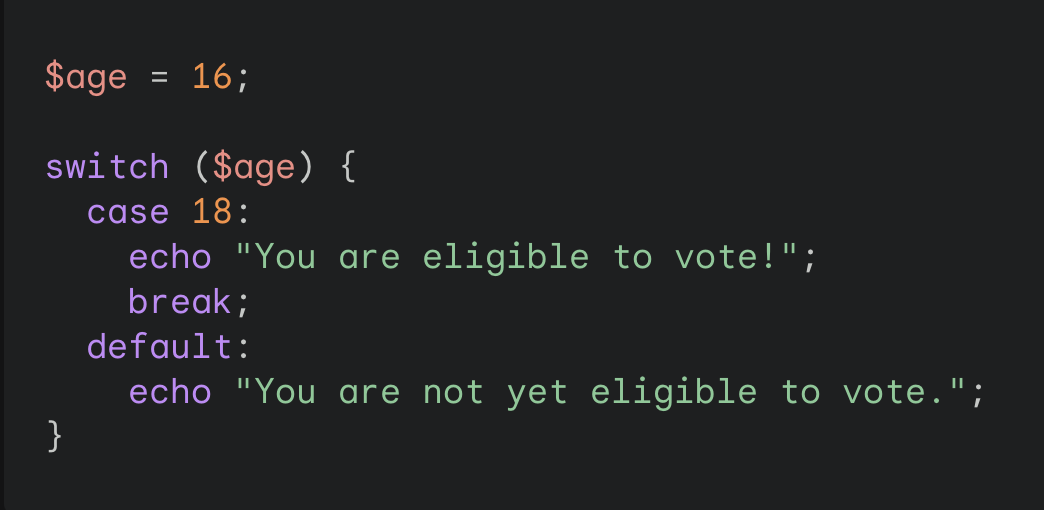 $age = 16;
switch ($age) {
  case 18:
    echo "You are eligible to vote!";
    break;
  default:
    echo "You are not yet eligible to vote.";
}